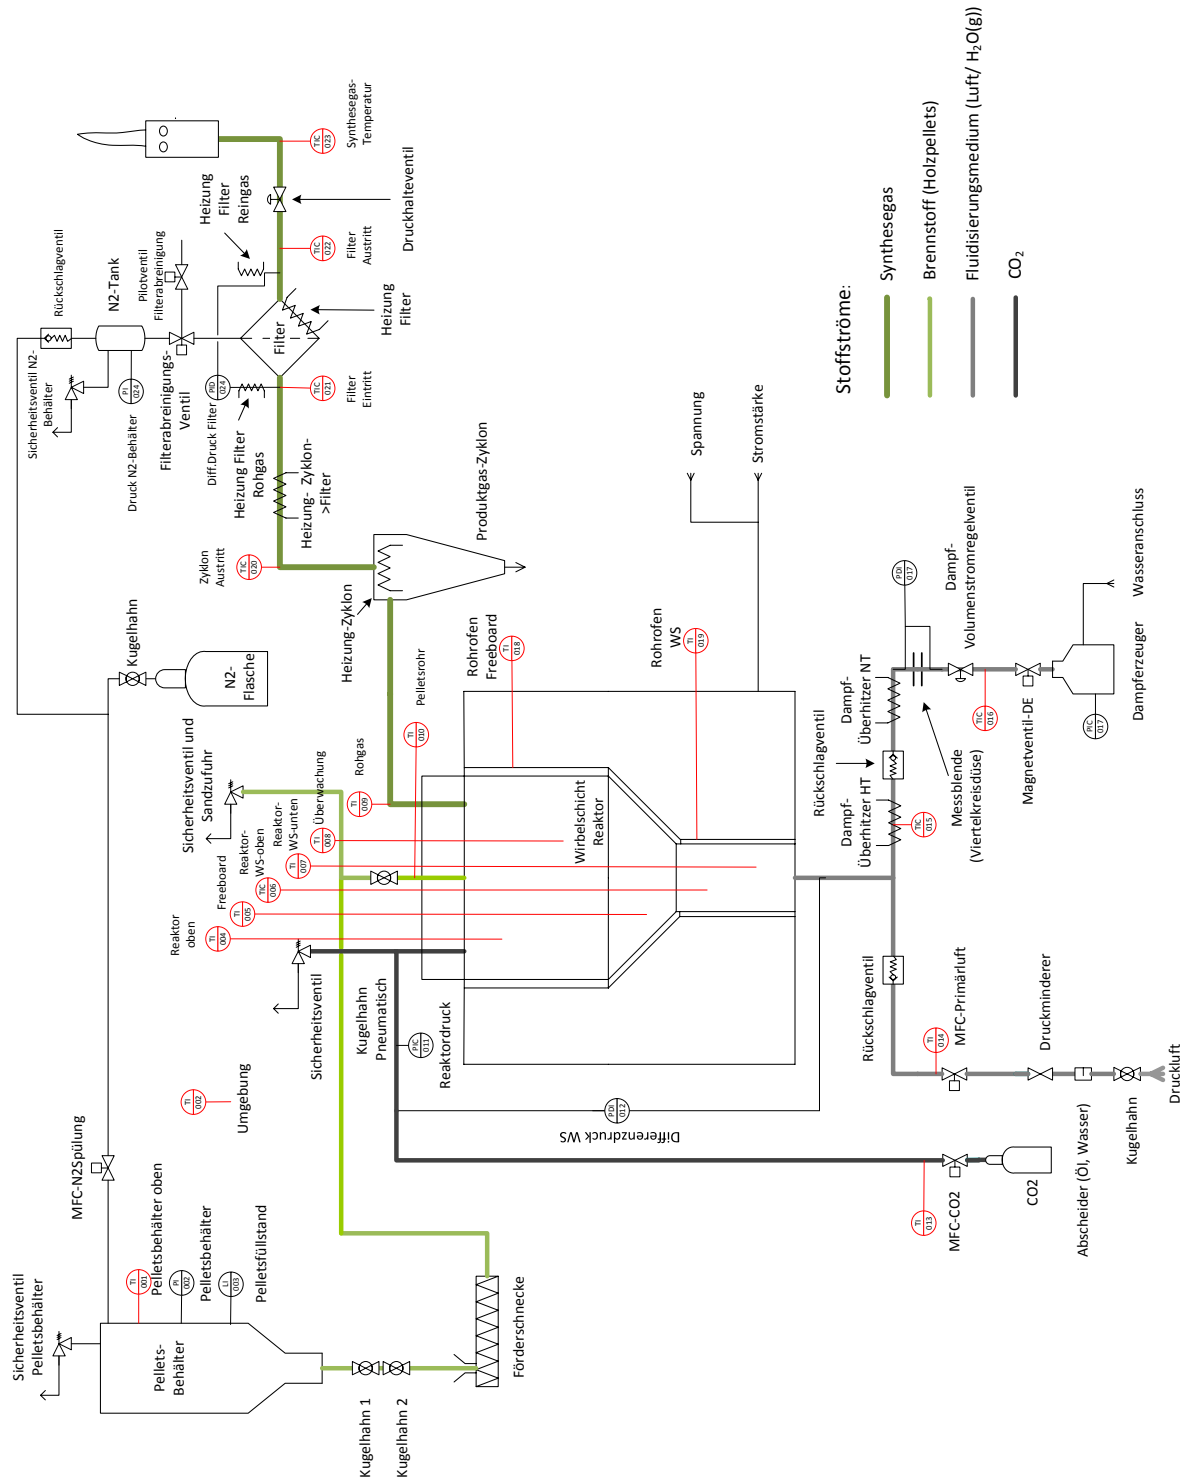 Sicherheitsventil
Pelletsbehälter
MFC-N2Spülung
Sicherheitsventil N2-
Behälter
Rückschlagventil
N2-Tank
Pilotventil
Filterabreinigung
PI
024
Druck N2-Behälter
Filterabreinigungs-
Ventil
Kugelhahn
N2-
Flasche
TI
001
Pelletsbehälter oben
PI
002
Pelletsbehälter
LI
003
Pelletsfüllstand
Pellets-
Behälter
TI
002
Umgebung
Sicherheitsventil und
Sandzufuhr
PID
024
Diff.Druck Filter
Heizung Filter
Rohgas
Heizung
Filter
Reingas
Filter
Heizung
Filter
TIC
020
Zyklon
Austritt
Heizung- Zyklon-
>Filter
TIC
021
Filter
Eintritt
TIC
022
Filter
Austritt
TIC
023
Synthesegas-
Temperatur
Druckhalteventil
Reaktor
oben
TI
004
Freeboard
TI
005
Reaktor-
WS-oben
TIC
006
Reaktor-
WS-unten
TI
007
Überwachung
TI
008
Rohgas
TI
009
Pelletsrohr
TI
010
Heizung-Zyklon
Produktgas-Zyklon
Sicherheitsventil
Kugelhahn
Pneumatisch
PIC
011
Reaktordruck
Kugelhahn 1
Kugelhahn 2
Förderschnecke
PDI
012
Differenzdruck WS
Rohrofen
Freeboard
TI
018
Wirbelschicht
Reaktor
Rohrofen
WS
TI
019
Spannung
Stromstärke
Rückschlagventil
Dampf-
Überhitzer HT
Dampf-
Überhitzer NT
TIC
015
PDI
017
Messblende
(Viertelkreisdüse)
Dampf-
Volumenstromregelventil
TIC
016
Magnetventil-DE
PIC
017
Dampferzeuger
Wasseranschluss
Rückschlagventil
TI
014
MFC-Primärluft
TI
013
MFC-CO2
CO2
Druckminderer
Abscheider (Öl, Wasser)
Kugelhahn
Druckluft
Stoffströme:
Synthesegas
Brennstoff (Holzpellets)
Fluidisierungsmedium (Luft/ H₂O(g))
CO₂